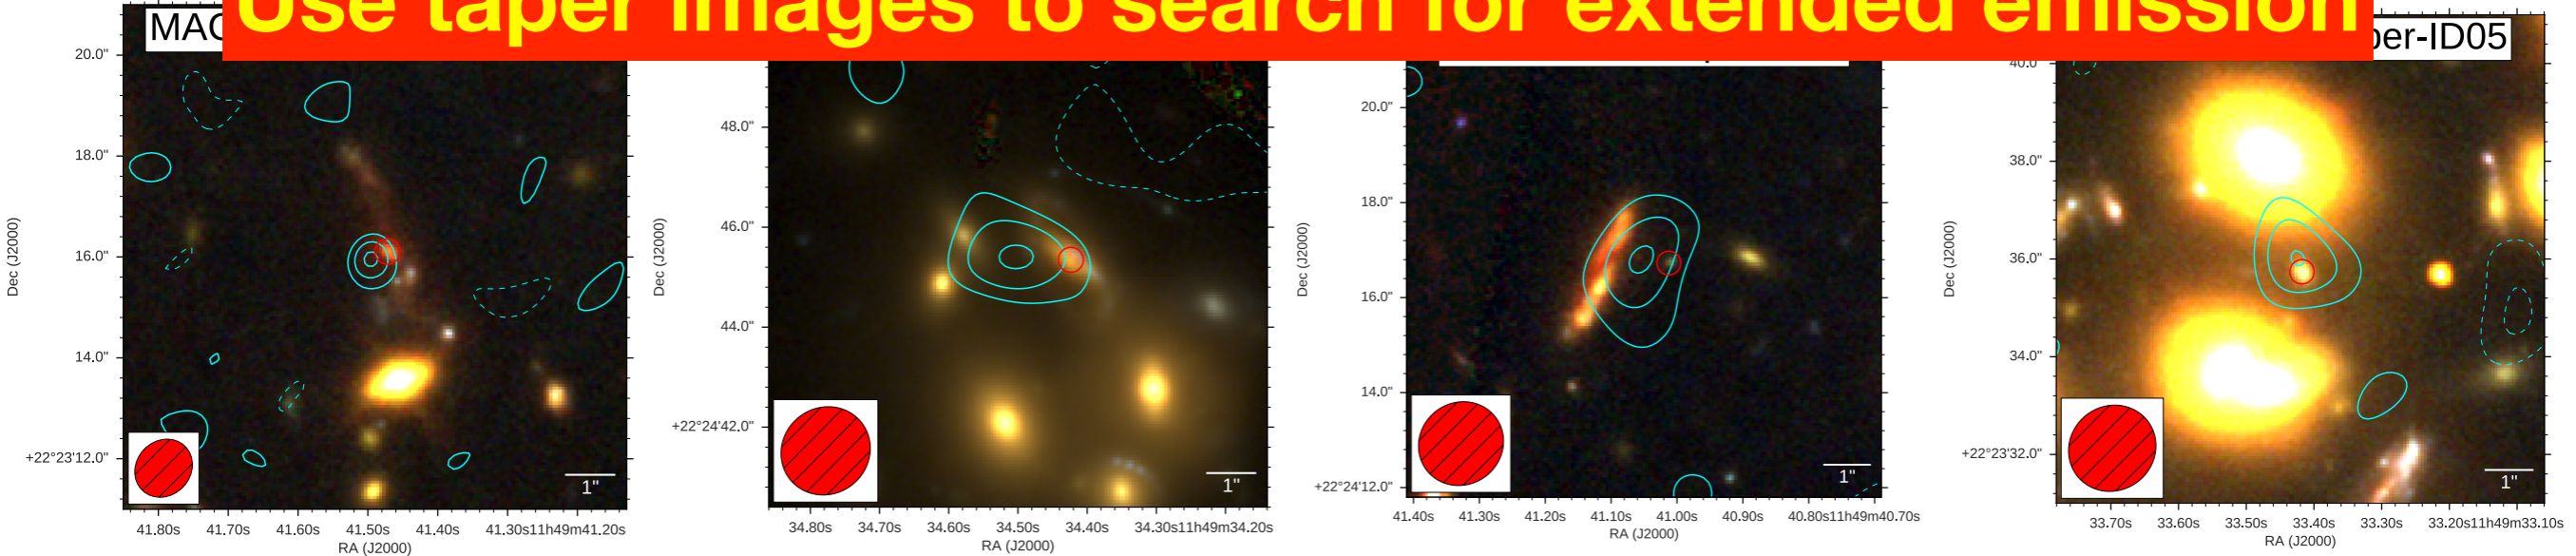 Use taper images to search for extended emission
MAC
per-ID05
20.0"
18.0"
16.0"
14.0"
+22°23'12.0"
Dec (J2000)
1"
41.80s 41.70s 41.60s 41.50s 41.40s 41.30s11h49m41.20s
RA (J2000)
48.0"
46.0"
44.0"
+22°24'42.0"
Dec (J2000)
1"
34.80s 34.70s 34.60s 34.50s 34.40s 34.30s11h49m34.20s
RA (J2000)
20.0"
18.0"
16.0"
14.0"
+22°24'12.0"
Dec (J2000)
1"
41.40s 41.30s 41.20s 41.10s 41.00s 40.90s 40.80s11h49m40.70s
RA (J2000)
40.0"
38.0"
36.0"
34.0"
+22°23'32.0"
Dec (J2000)
1"
33.70s 33.60s 33.50s 33.40s 33.30s 33.20s11h49m33.10s
RA (J2000)